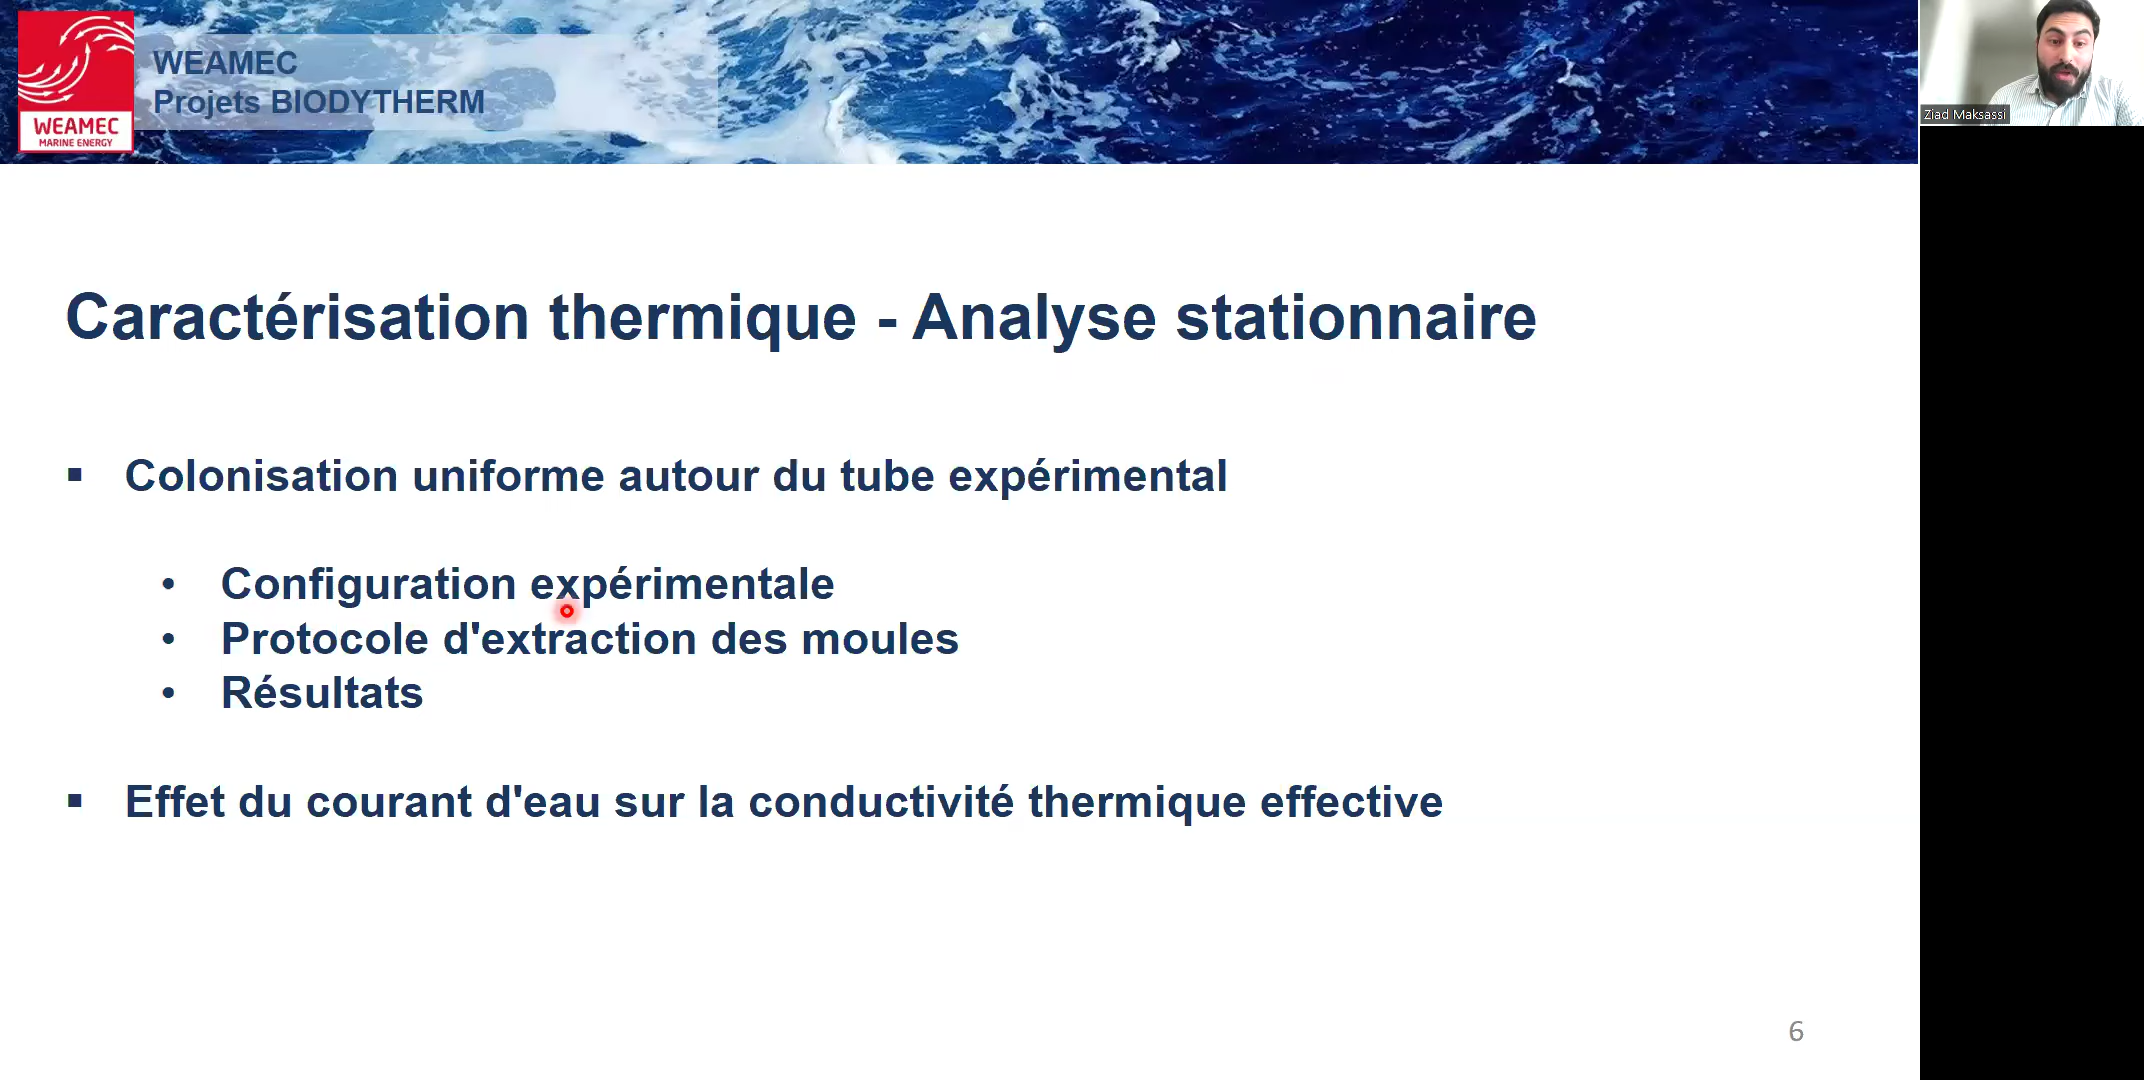 WEAMEC
Projets BIODYTHERM
WEAMEC
MARINE ENERGY
Ziad Maksassi
Caractérisation thermique - Analyse stationnaire
▪ Colonisation uniforme autour du tube expérimental
• Configuration expérimentale
• Protocole d'extraction des moules
• Résultats
▪ Effet du courant d'eau sur la conductivité thermique effective
6